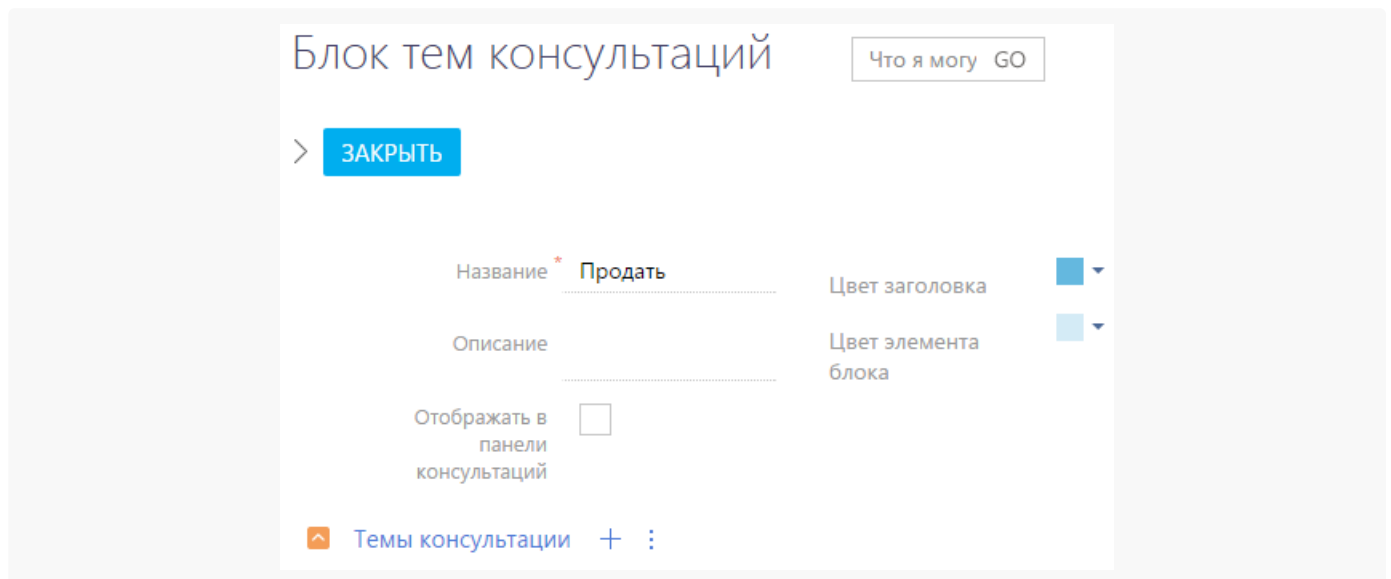 Блок тем консультаций
Что я могу GO
ЗАКРЫТЬ
Название * Продать
Цвет заголовка
Описание
Цвет элемента
блока
Отображать в
панели
консультаций
Темы консультации